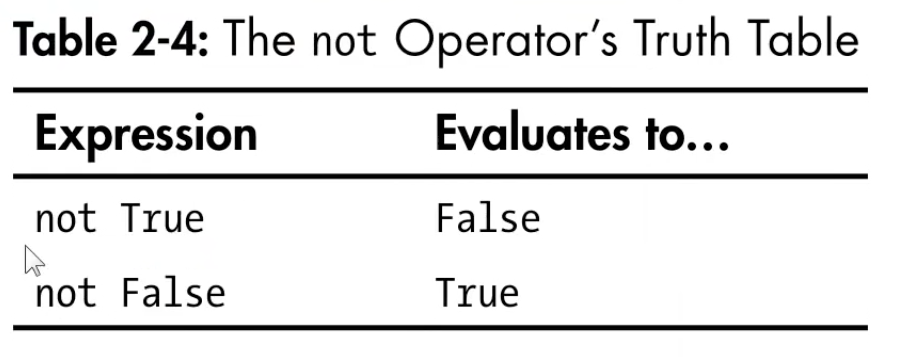 Table 2-4: The not Operator’s Truth Table
Expression Evaluates to...
not True False
not False True